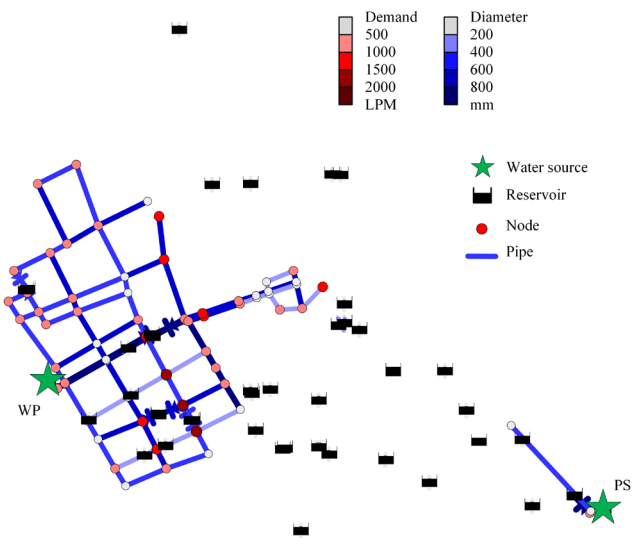 Demand
500
1000
1500
2000
LPM
Diameter
200
400
600
800
mm
Water source
Reservoir
Node
Pipe
WP
PS